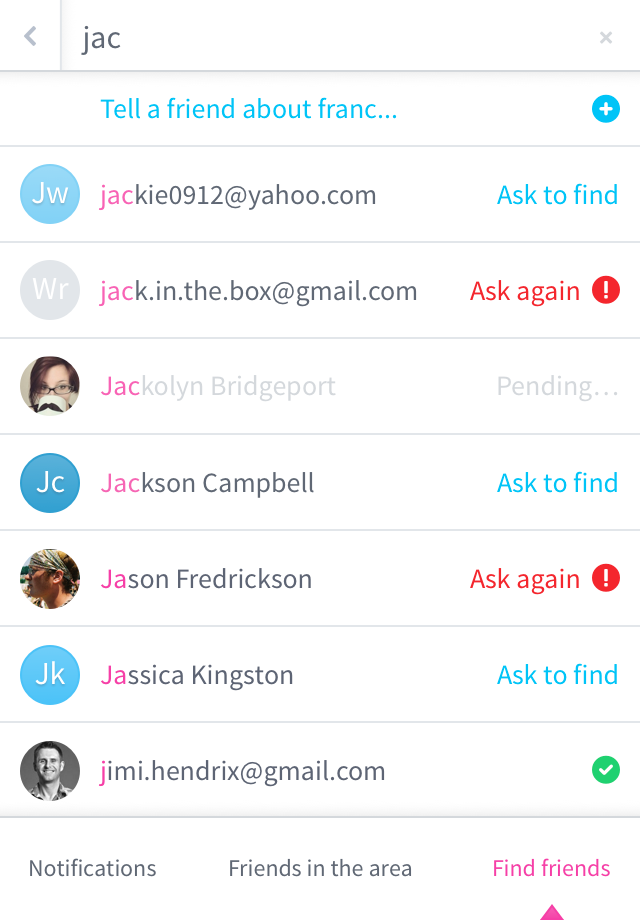 jac
Tell a friend about franc...
Jw jackie0912@yahoo.com Ask to find
Wr jack.in.the.box@gmail.com Ask again
Jackolyn Bridgeport Pending...
Jc Jackson Campbell Ask to find
Jason Fredrickson Ask again
Jk Jassica Kingston Ask to find
jimi.hendrix@gmail.com
Notifications Friends in the area Find friends